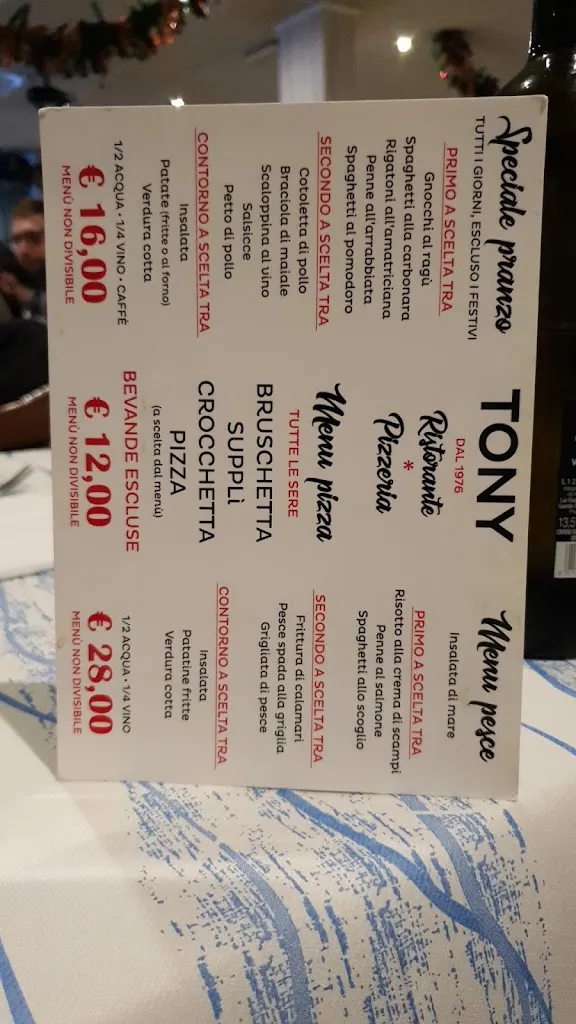 Speciale pranzo
TUTTI I GIORNI, ESCLUSO I FESTIVI
PRIMO A SCELTA TRA
Gnocchi al ragù
Spaghetti alla carbonara
Rigatoni all'amatriciana
Penne all'arrabbiata
Spaghetti al pomodoro
SECONDO A SCELTA TRA
Cotoletta di pollo
Braciola di maiale
Scaloppina al vino
Salsicce
Petto di pollo
CONTORNO A SCELTA TRA
Insalata
Patate (fritte o al forno)
Verdura cotta
1/2 ACQUA • 1/4 VINO • CAFFÈ
€ 16,00
MENÙ NON DIVISIBILE
TONY
DAL 1976
Ristorante
*
Pizzeria
Menu pizza
TUTTE LE SERE
BRUSCHETTA
SUPPLÌ
CROCCHETTA
PIZZA
(a scelta dal menù)
BEVANDE ESCLUSE
€ 12,00
MENÙ NON DIVISIBILE
Menu pesce
Insalata di mare
PRIMO A SCELTA TRA
Risotto alla crema di scampi
Penne al salmone
Spaghetti allo scoglio
SECONDO A SCELTA TRA
Frittura di calamari
Pesce spada alla griglia
Grigliata di pesce
CONTORNO A SCELTA TRA
Insalata
Patatine fritte
Verdura cotta
1/2 ACQUA • 1/4 VINO
€ 28,00
MENÙ NON DIVISIBILE
13,5